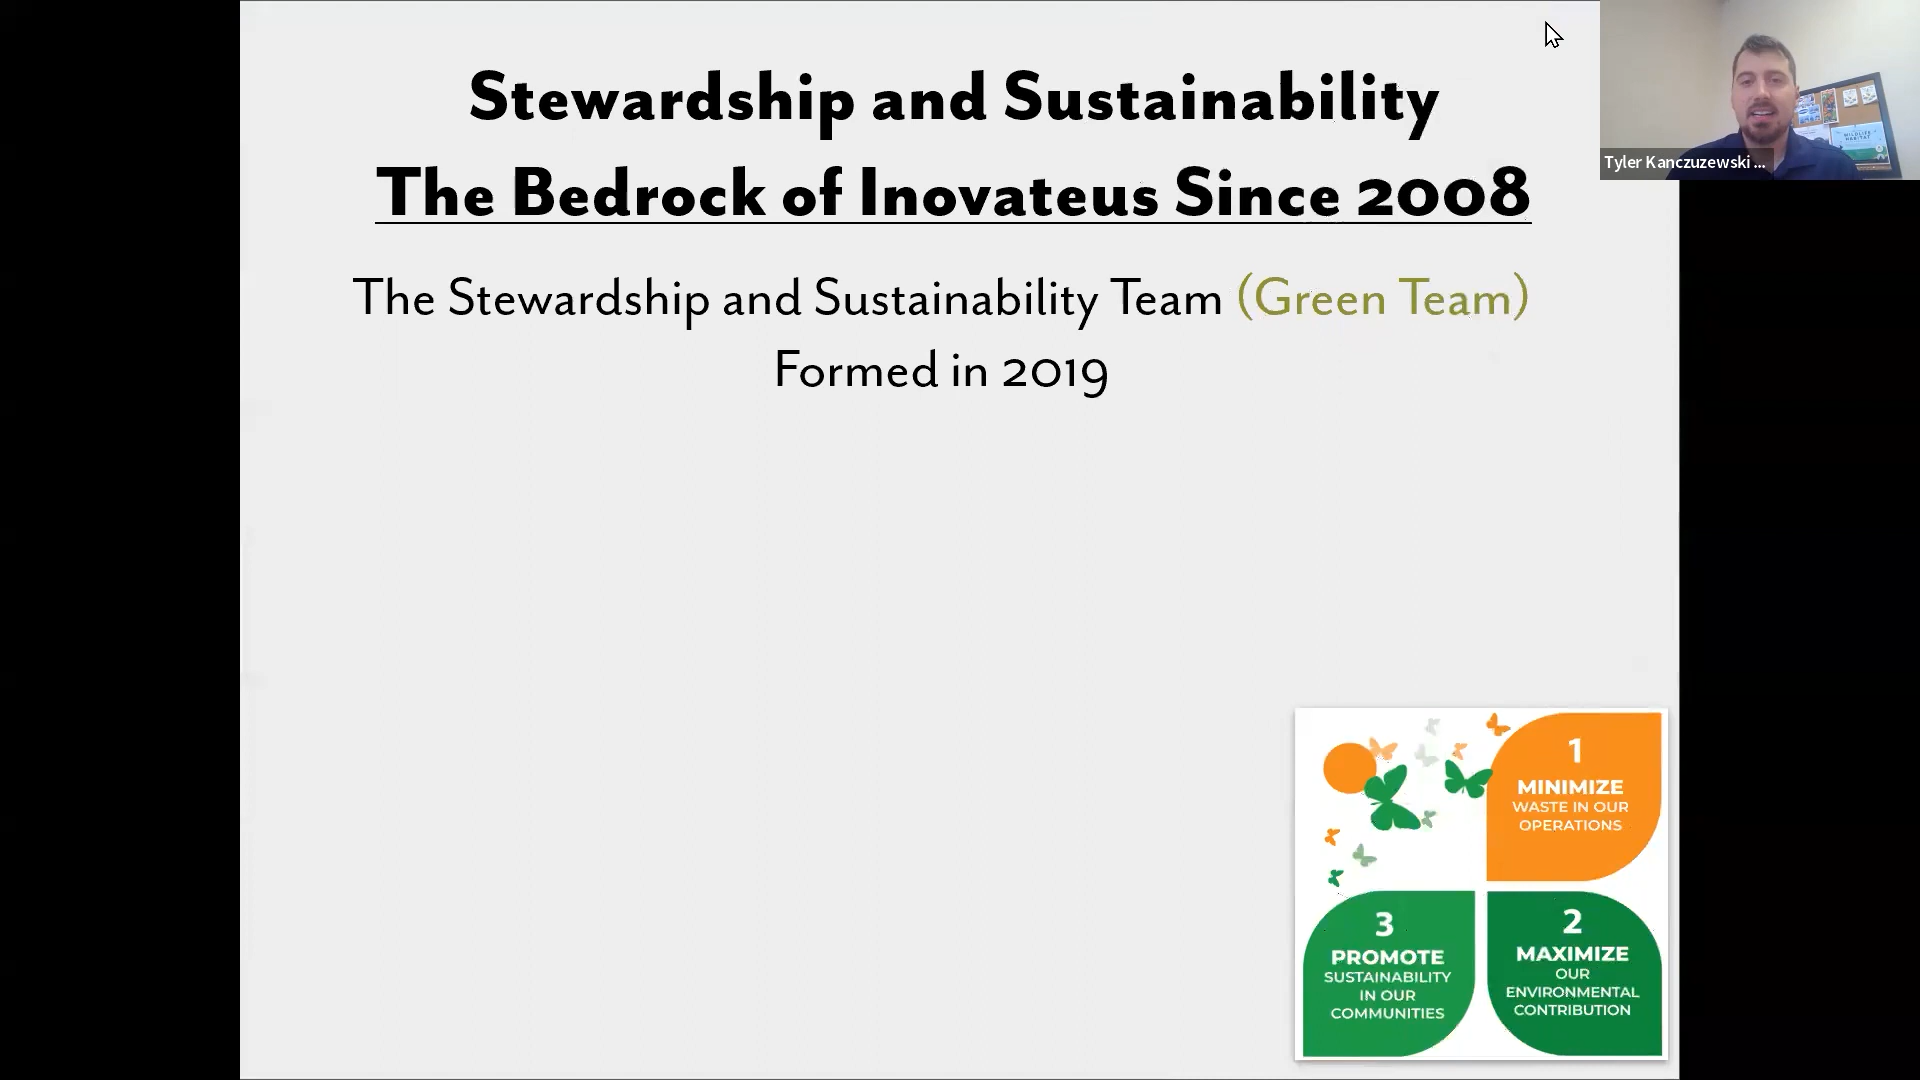 Stewardship and Sustainability
The Bedrock of Inovateus Since 2008
The Stewardship and Sustainability Team (Green Team)
Formed in 2019
Tyler Kanczuzewski ...
WILDLIFE
HABITAT
1
MINIMIZE
WASTE IN OUR
OPERATIONS
3
PROMOTE
SUSTAINABILITY
IN OUR
COMMUNITIES
2
MAXIMIZE
OUR
ENVIRONMENTAL
CONTRIBUTION